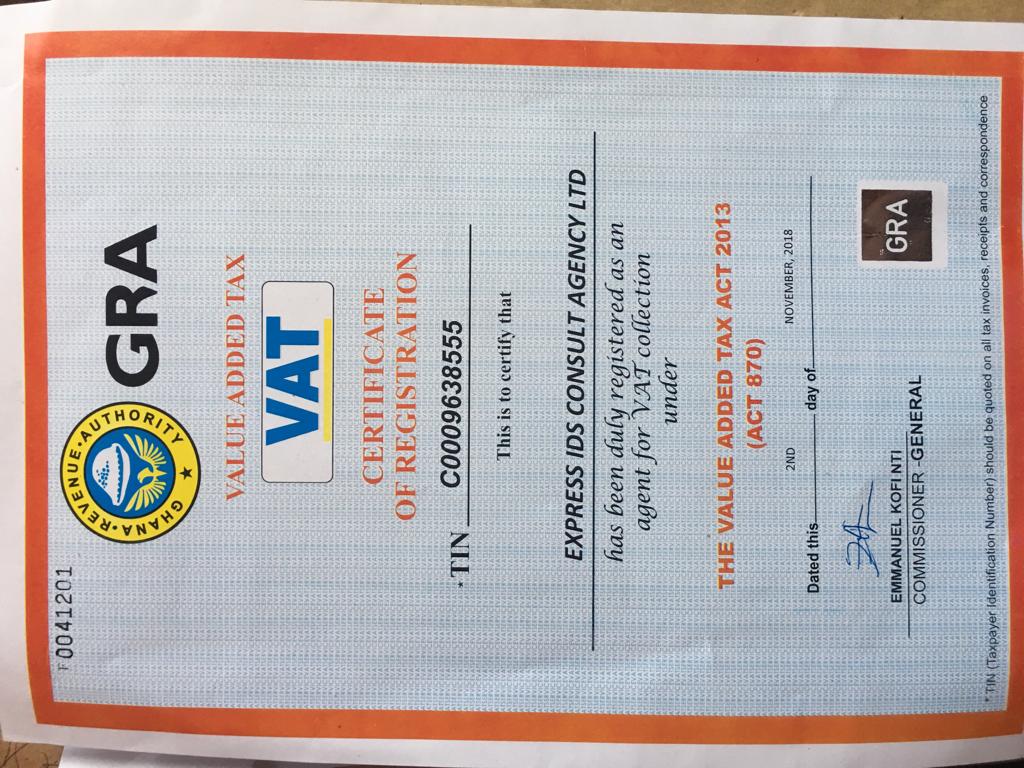 F 0041201
GHANA·REVENUE·AUTHORITY
GRA
VALUE ADDED TAX
VAT
CERTIFICATE
OF REGISTRATION
*TIN C0009638555
This is to certify that
EXPRESS IDS CONSULT AGENCY LTD
has been duly registered as an
agent for VAT collection
under
THE VALUE ADDED TAX ACT 2013
(ACT 870)
Dated this 2ND day of NOVEMBER, 2018
EMMANUEL KOFI NTI
COMMISSIONER -GENERAL
GRA
*TIN (Taxpayer Identification Number) should be quoted on all tax invoices, receipts and correspondence